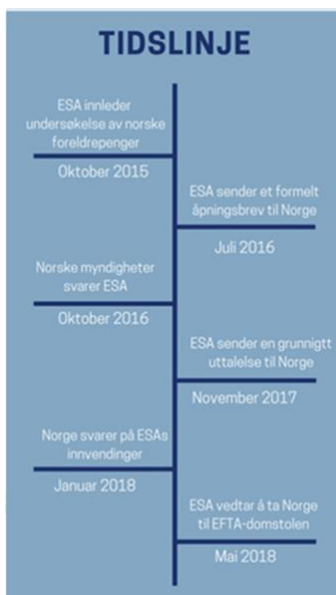 TIDSLINJE
ESA innleder
undersøkelse av norske
foreldrepenger
Oktober 2015
ESA sender et formelt
åpningsbrev til Norge
Juli 2016
Norske myndigheter
svarer ESA
Oktober 2016
ESA sender en grunnigtt
uttalelse til Norge
November 2017
Norge svarer på ESAs
innvendinger
Januar 2018
ESA vedtar å ta Norge
til EFTA-domstolen
Mai 2018